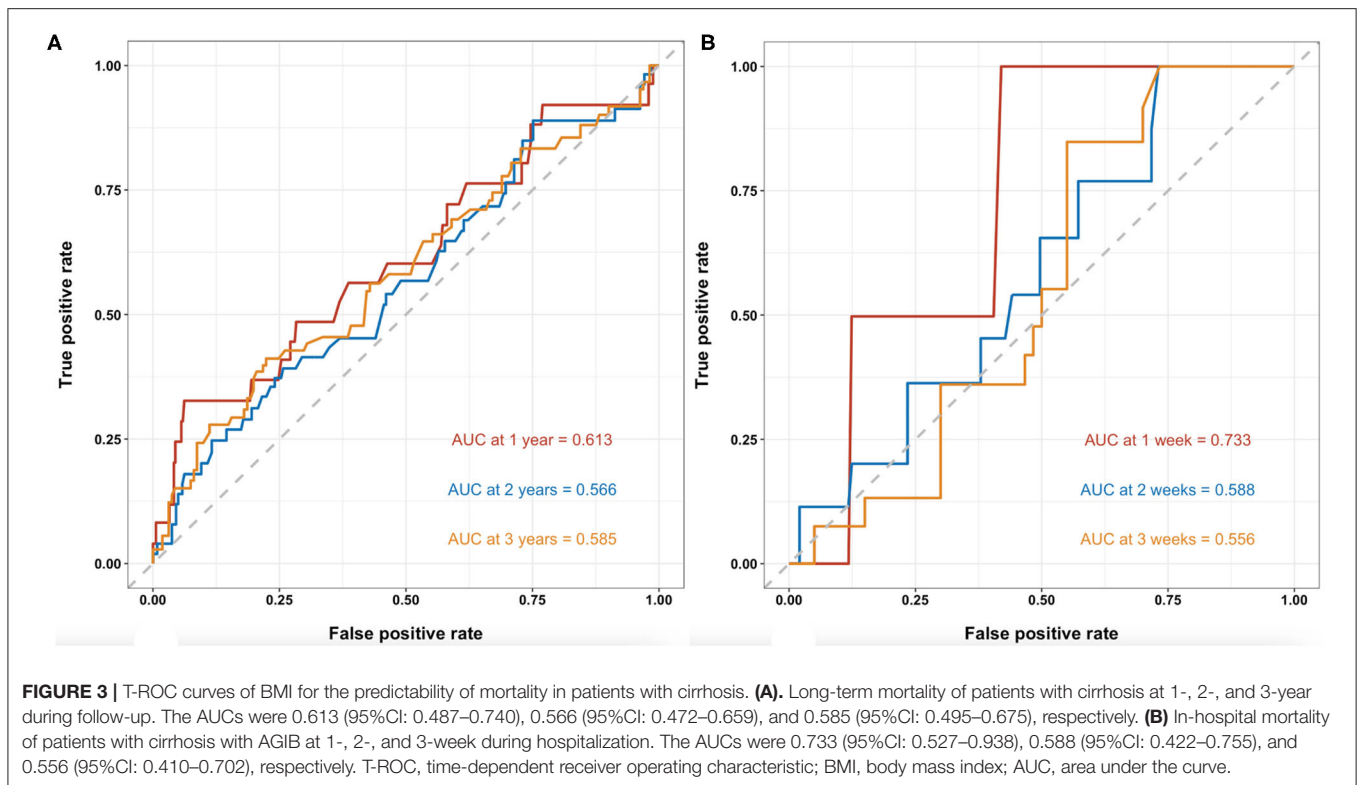 A
1.00
0.75
0.50
0.25
0.00
True positive rate
AUC at 1 year = 0.613
AUC at 2 years = 0.566
AUC at 3 years = 0.585
0.00 0.25 0.50 0.75 1.00
False positive rate
B
1.00
0.75
0.50
0.25
0.00
True positive rate
AUC at 1 week = 0.733
AUC at 2 weeks = 0.588
AUC at 3 weeks = 0.556
0.00 0.25 0.50 0.75 1.00
False positive rate
FIGURE 3 | T-ROC curves of BMI for the predictability of mortality in patients with cirrhosis. (A). Long-term mortality of patients with cirrhosis at 1-, 2-, and 3-year
during follow-up. The AUCs were 0.613 (95%CI: 0.487–0.740), 0.566 (95%CI: 0.472–0.659), and 0.585 (95%CI: 0.495–0.675), respectively. (B) In-hospital mortality
of patients with cirrhosis with AGIB at 1-, 2-, and 3-week during hospitalization. The AUCs were 0.733 (95%CI: 0.527–0.938), 0.588 (95%CI: 0.422–0.755), and
0.556 (95%CI: 0.410–0.702), respectively. T-ROC, time-dependent receiver operating characteristic; BMI, body mass index; AUC, area under the curve.